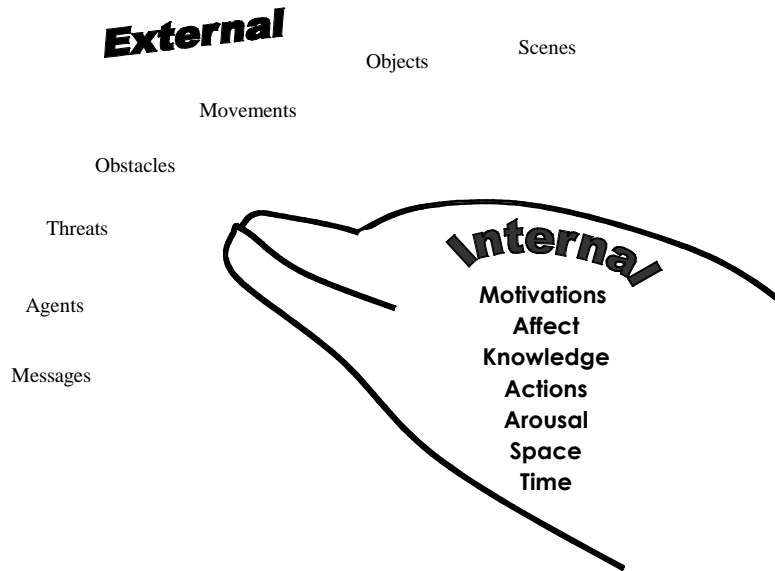 External
Scenes
Objects
Movements
Obstacles
Threats
Agents
Messages
Internal
Motivations
Affect
Knowledge
Actions
Arousal
Space
Time